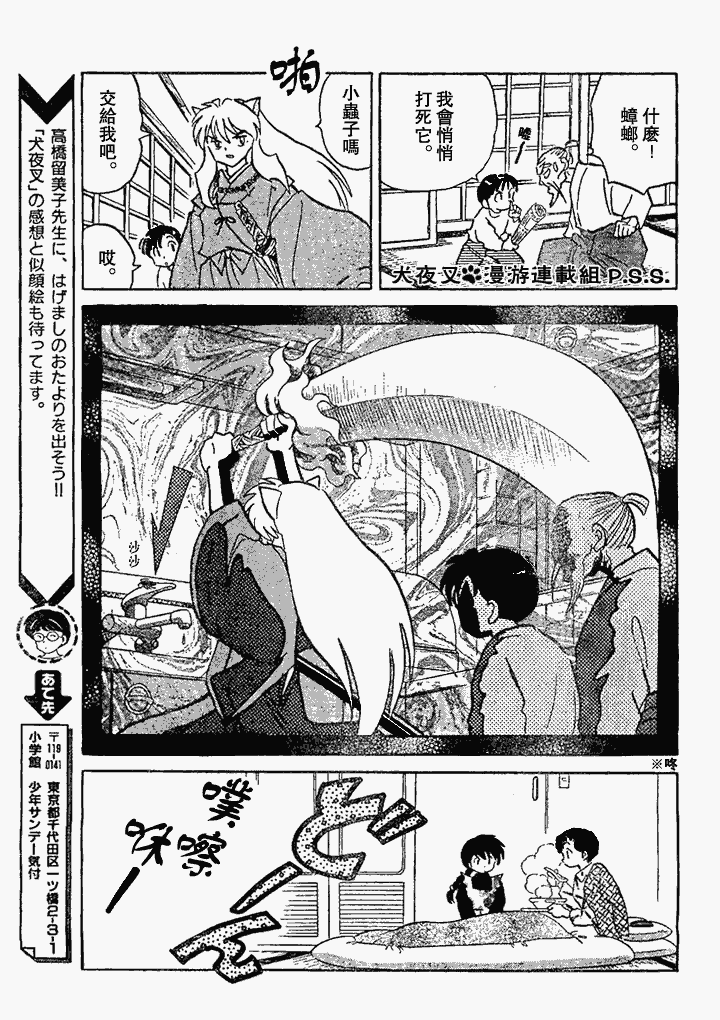 什麽！
蟑螂。
嘘
我會悄悄
打死它。
犬夜叉 漫游連載組 P.S.S.
啪
小蟲子嗎
交給我吧。
哎。
沙沙
※咚
どーん
噗
嚓
咻
高橋留美子先生に、はげましのおたよりを出そう!!
「犬夜叉」の感想と似顔絵も待ってます。
あて先
〒119-0141 東京都千代田区一ツ橋2-3-1
小学館 少年サンデー気付